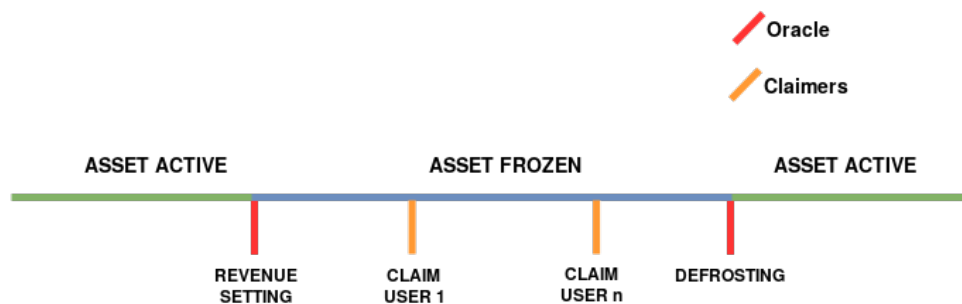 Oracle
Claimers
ASSET ACTIVE
ASSET FROZEN
ASSET ACTIVE
REVENUE
SETTING
CLAIM
USER 1
CLAIM
USER n
DEFROSTING